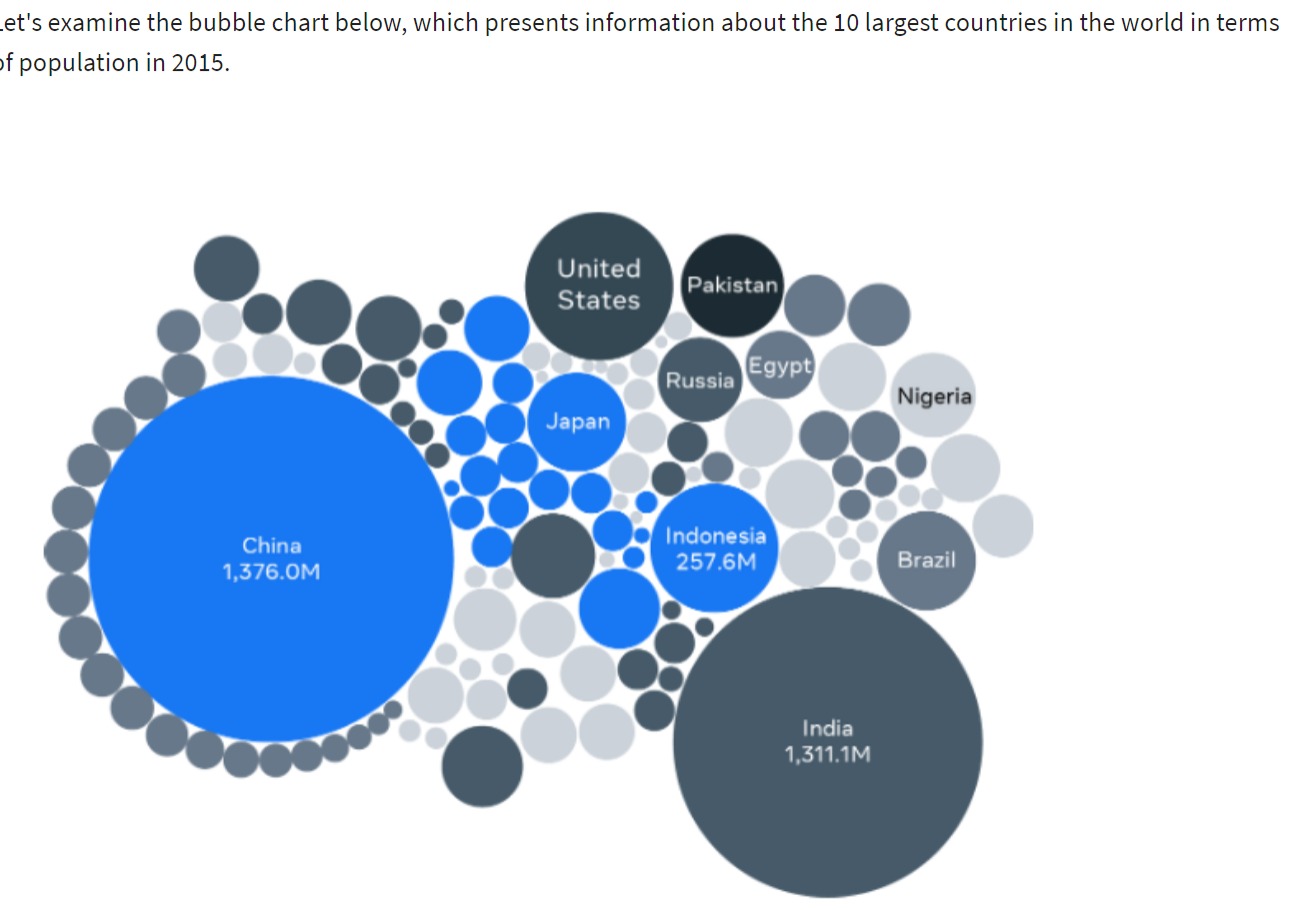 Let's examine the bubble chart below, which presents information about the 10 largest countries in the world in terms
of population in 2015.
United
States
Pakistan
Egypt
Russia
Nigeria
Japan
Indonesia
257.6M
China
1,376.0M
Brazil
India
1,311.1M